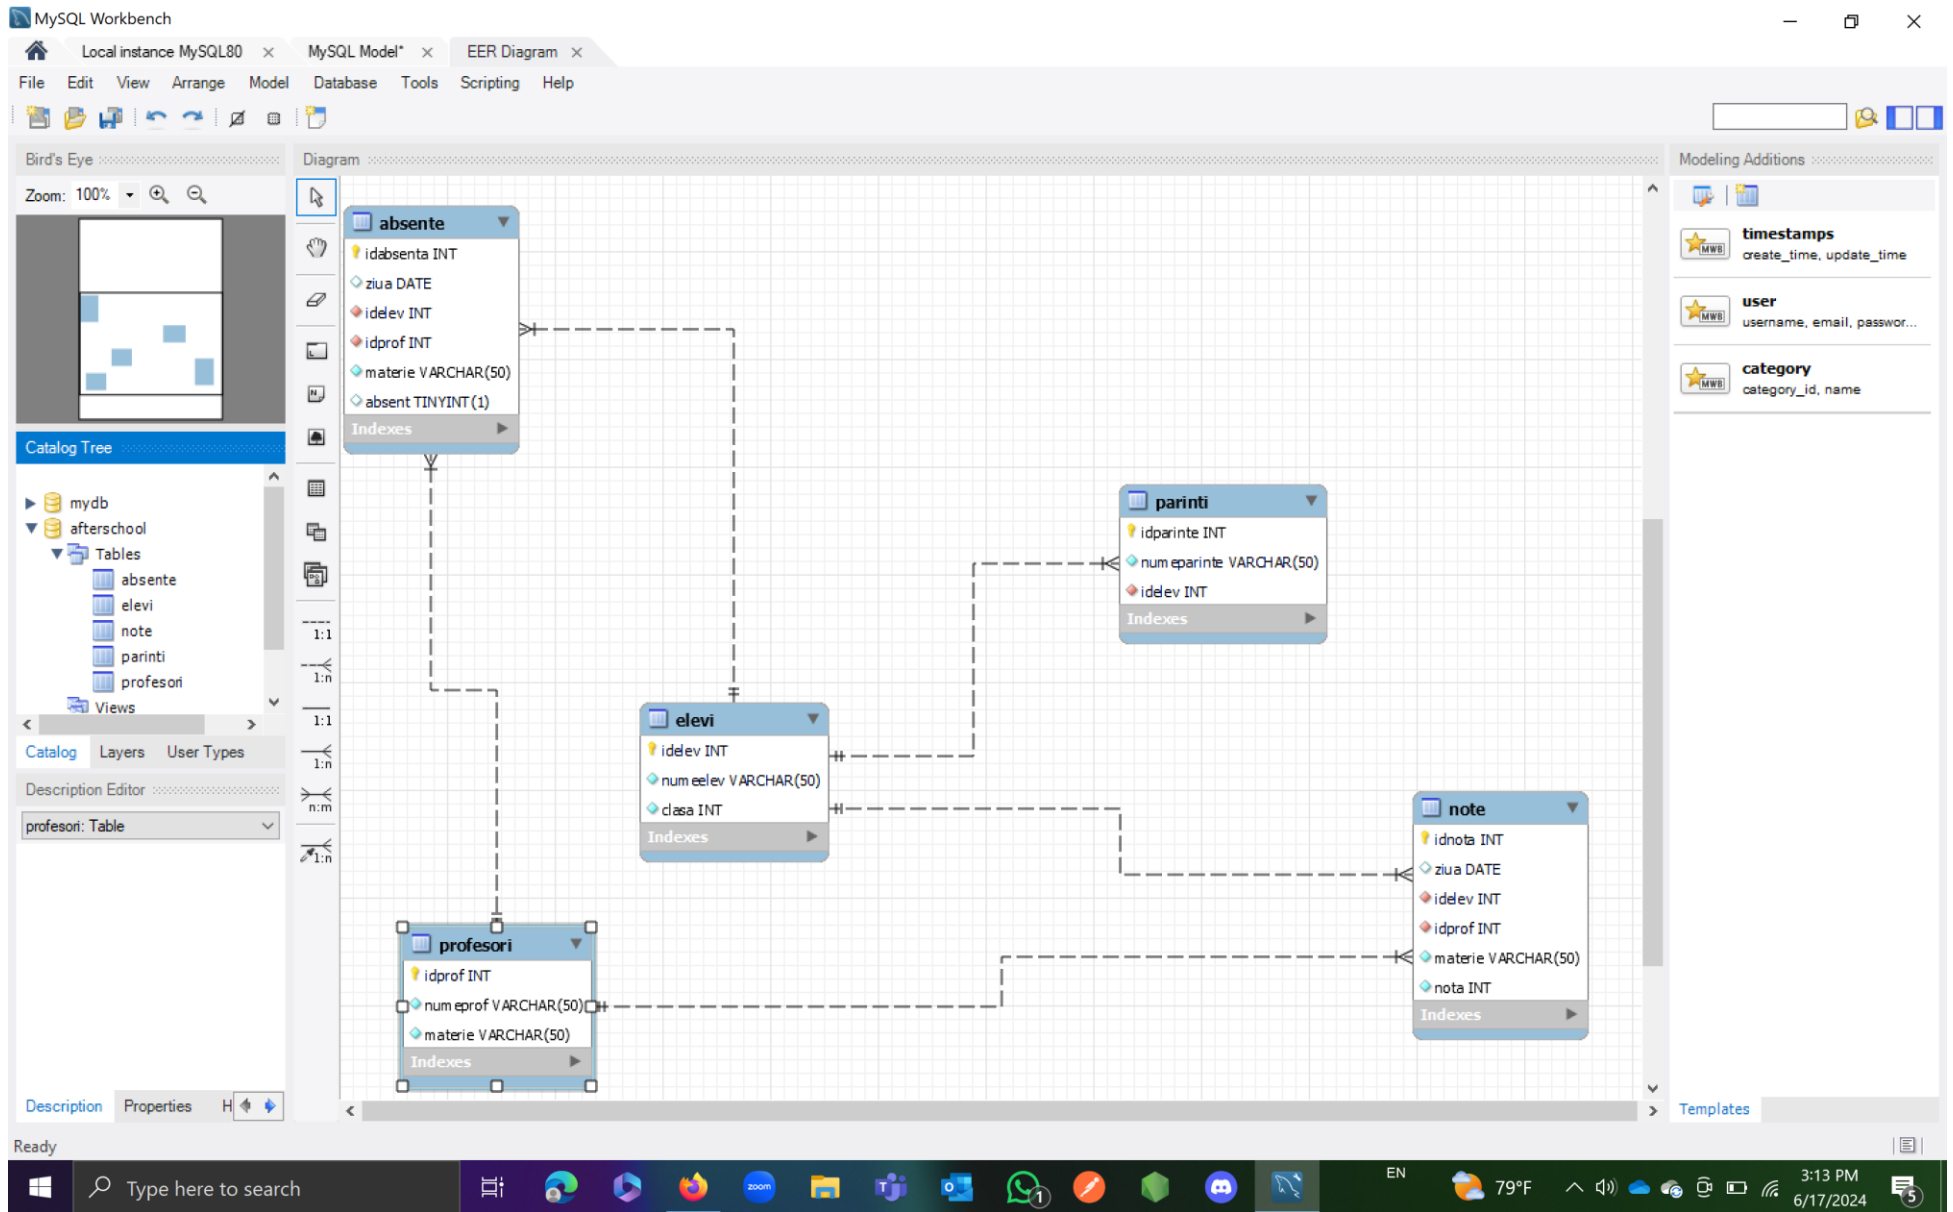 MySQL Workbench
Local instance MySQL80
MySQL Model*
EER Diagram
File Edit View Arrange Model Database Tools Scripting Help
Bird's Eye
Diagram
Modeling Additions
Zoom: 100%
absente
idabsenta INT
ziua DATE
idelev INT
idprof INT
materie VARCHAR(50)
absent TINYINT(1)
Indexes
timestamps
create_time, update_time
user
username, email, passwor...
category
category_id, name
MWB
MWB
MWB
Catalog Tree
mydb
afterschool
Tables
absente
elevi
note
parinti
profesori
Views
Catalog Layers User Types
Description Editor
profesori: Table
1:1
1:n
1:1
1:n
n:m
1:n
parinti
idparinte INT
numeparinte VARCHAR(50)
idelev INT
Indexes
elevi
idelev INT
numeelev VARCHAR(50)
clasa INT
Indexes
note
idnota INT
ziua DATE
idelev INT
idprof INT
materie VARCHAR(50)
nota INT
Indexes
profesori
idprof INT
numeprof VARCHAR(50)
materie VARCHAR(50)
Indexes
Description Properties H
Templates
Ready
Type here to search
zoom
1
EN
79°F
3:13 PM
6/17/2024
5